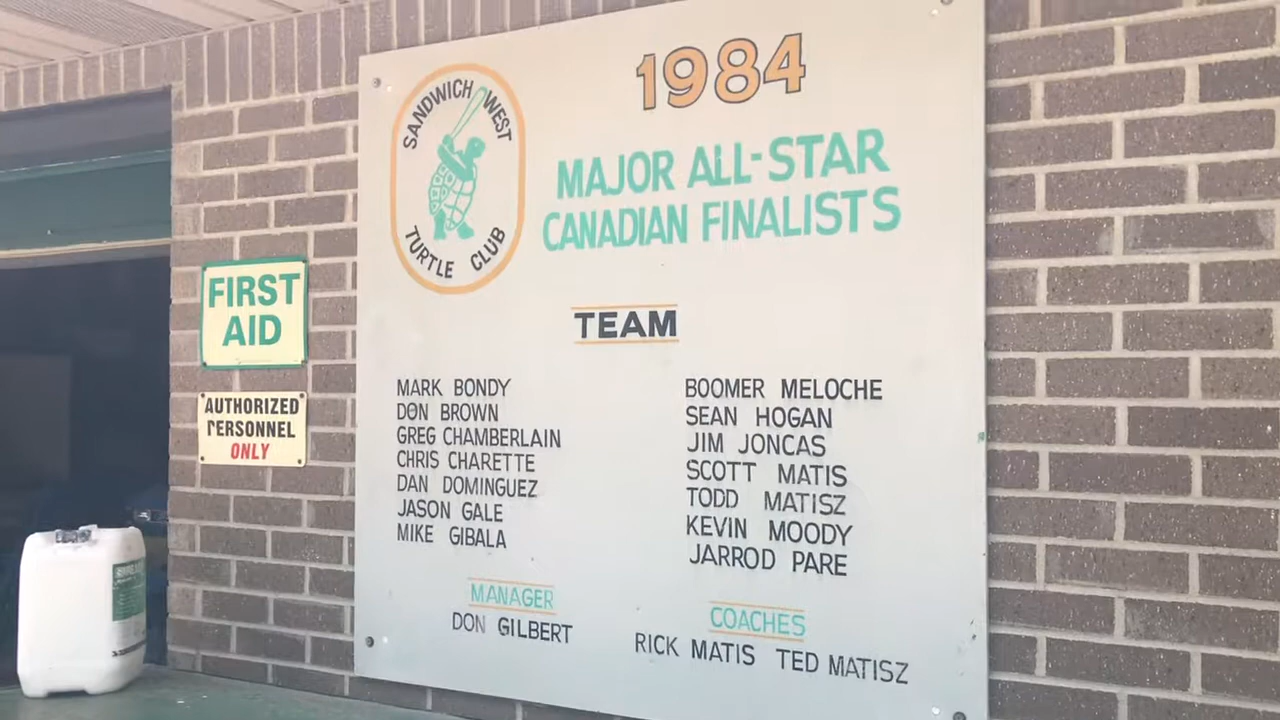 SANDWICH WEST
TURTLE CLUB
1984
MAJOR ALL-STAR
CANADIAN FINALISTS
TEAM
MARK BONDY
DON BROWN
GREG CHAMBERLAIN
CHRIS CHARETTE
DAN DOMINGUEZ
JASON GALE
MIKE GIBALA
BOOMER MELOCHE
SEAN HOGAN
JIM JONCAS
SCOTT MATIS
TODD MATISZ
KEVIN MOODY
JARROD PARE
MANAGER
DON GILBERT
COACHES
RICK MATIS TED MATISZ
FIRST
AID
AUTHORIZED
PERSONNEL
ONLY